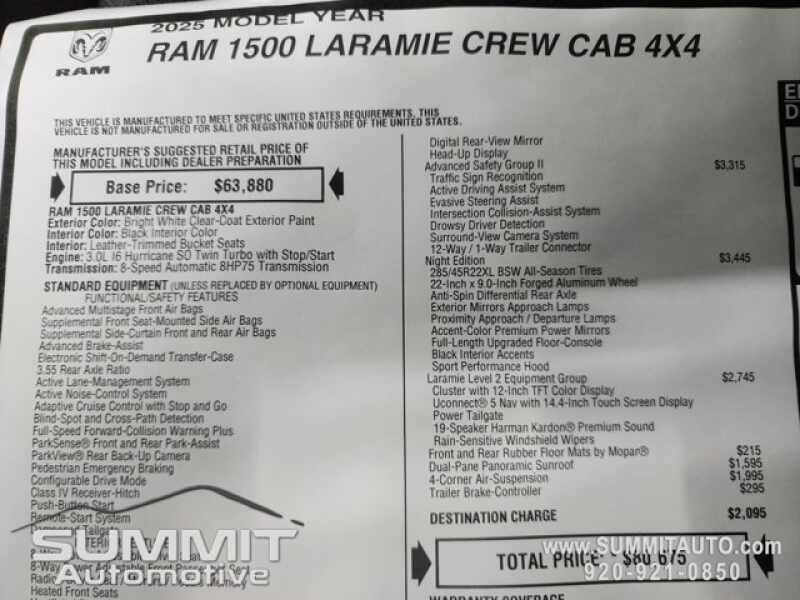 2025 MODEL YEAR
RAM 1500 LARAMIE CREW CAB 4X4
RAM
THIS VEHICLE IS MANUFACTURED TO MEET SPECIFIC UNITED STATES REQUIREMENTS. THIS
VEHICLE IS NOT MANUFACTURED FOR SALE OR REGISTRATION OUTSIDE OF THE UNITED STATES.
MANUFACTURER'S SUGGESTED RETAIL PRICE OF
THIS MODEL INCLUDING DEALER PREPARATION
Base Price: $63,880
RAM 1500 LARAMIE CREW CAB 4X4
Exterior Color: Bright White Clear-Coat Exterior Paint
Interior Color: Black Interior Color
Interior: Leather-Trimmed Bucket Seats
Engine: 3.0L I6 Hurricane SO Twin Turbo with Stop/Start
Transmission: 8-Speed Automatic 8HP75 Transmission
STANDARD EQUIPMENT (UNLESS REPLACED BY OPTIONAL EQUIPMENT)
FUNCTIONAL/SAFETY FEATURES
Advanced Multistage Front Air Bags
Supplemental Front Seat-Mounted Side Air Bags
Supplemental Side-Curtain Front and Rear Air Bags
Advanced Brake-Assist
Electronic Shift-On-Demand Transfer-Case
3.55 Rear Axle Ratio
Active Lane-Management System
Active Noise-Control System
Adaptive Cruise Control with Stop and Go
Blind-Spot and Cross-Path Detection
Full-Speed Forward-Collision Warning Plus
ParkSense® Front and Rear Park-Assist
ParkView® Rear Back-Up Camera
Pedestrian Emergency Braking
Configurable Drive Mode
Class IV Receiver-Hitch
Push-Button Start
Remote-Start System
Dampened Tailgate
8-Way Power Adjustable Front Passenger Seat
Heated Front Seats
Digital Rear-View Mirror
Head-Up Display
Advanced Safety Group II $3,315
Traffic Sign Recognition
Active Driving Assist System
Evasive Steering Assist
Intersection Collision-Assist System
Drowsy Driver Detection
Surround-View Camera System
12-Way / 1-Way Trailer Connector
Night Edition $3,445
285/45R22XL BSW All-Season Tires
22-Inch x 9.0-Inch Forged Aluminum Wheel
Anti-Spin Differential Rear Axle
Exterior Mirrors Approach Lamps
Proximity Approach / Departure Lamps
Accent-Color Premium Power Mirrors
Full-Length Upgraded Floor-Console
Black Interior Accents
Sport Performance Hood
Laramie Level 2 Equipment Group $2,745
Cluster with 12-Inch TFT Color Display
Uconnect® 5 Nav with 14.4-Inch Touch Screen Display
Power Tailgate
19-Speaker Harman Kardon® Premium Sound
Rain-Sensitive Windshield Wipers
Front and Rear Rubber Floor Mats by Mopar® $215
Dual-Pane Panoramic Sunroof $1,595
4-Corner Air-Suspension $1,995
Trailer Brake-Controller $295
DESTINATION CHARGE $2,095
TOTAL PRICE: * $80,675
WARRANTY COVERAGE
SUMMIT
Automotive
www.SUMMITAUTO.com
920-921-0850